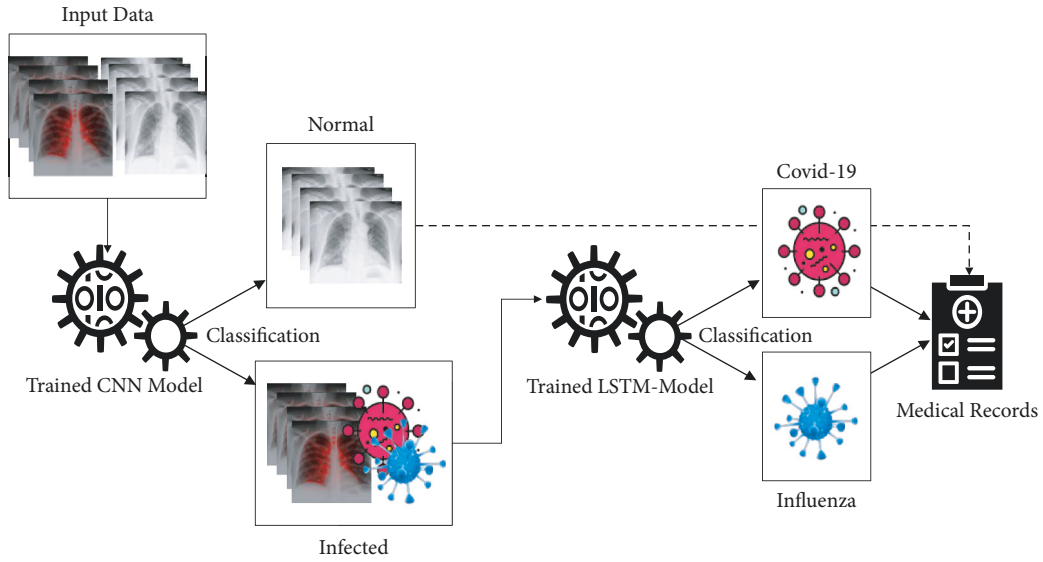 Input Data
Normal
Covid-19
Classification
Classification
Trained CNN Model
Trained LSTM-Model
Medical Records
Influenza
Infected